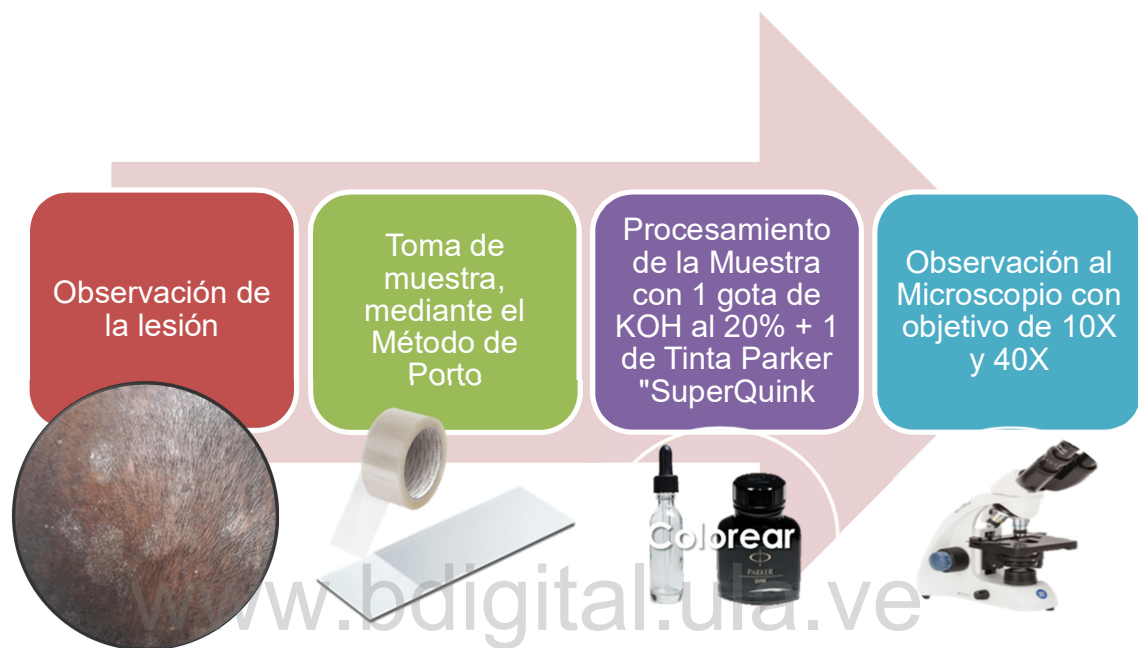 Observación de
la lesión
Toma de
muestra,
mediante el
Método de
Porto
Procesamiento
de la Muestra
con 1 gota de
KOH al 20% + 1
de Tinta Parker
"SuperQuink
Observación al
Microscopio con
objetivo de 10X
y 40X
Colorear
PARKER
www.bdigital.ula.ve